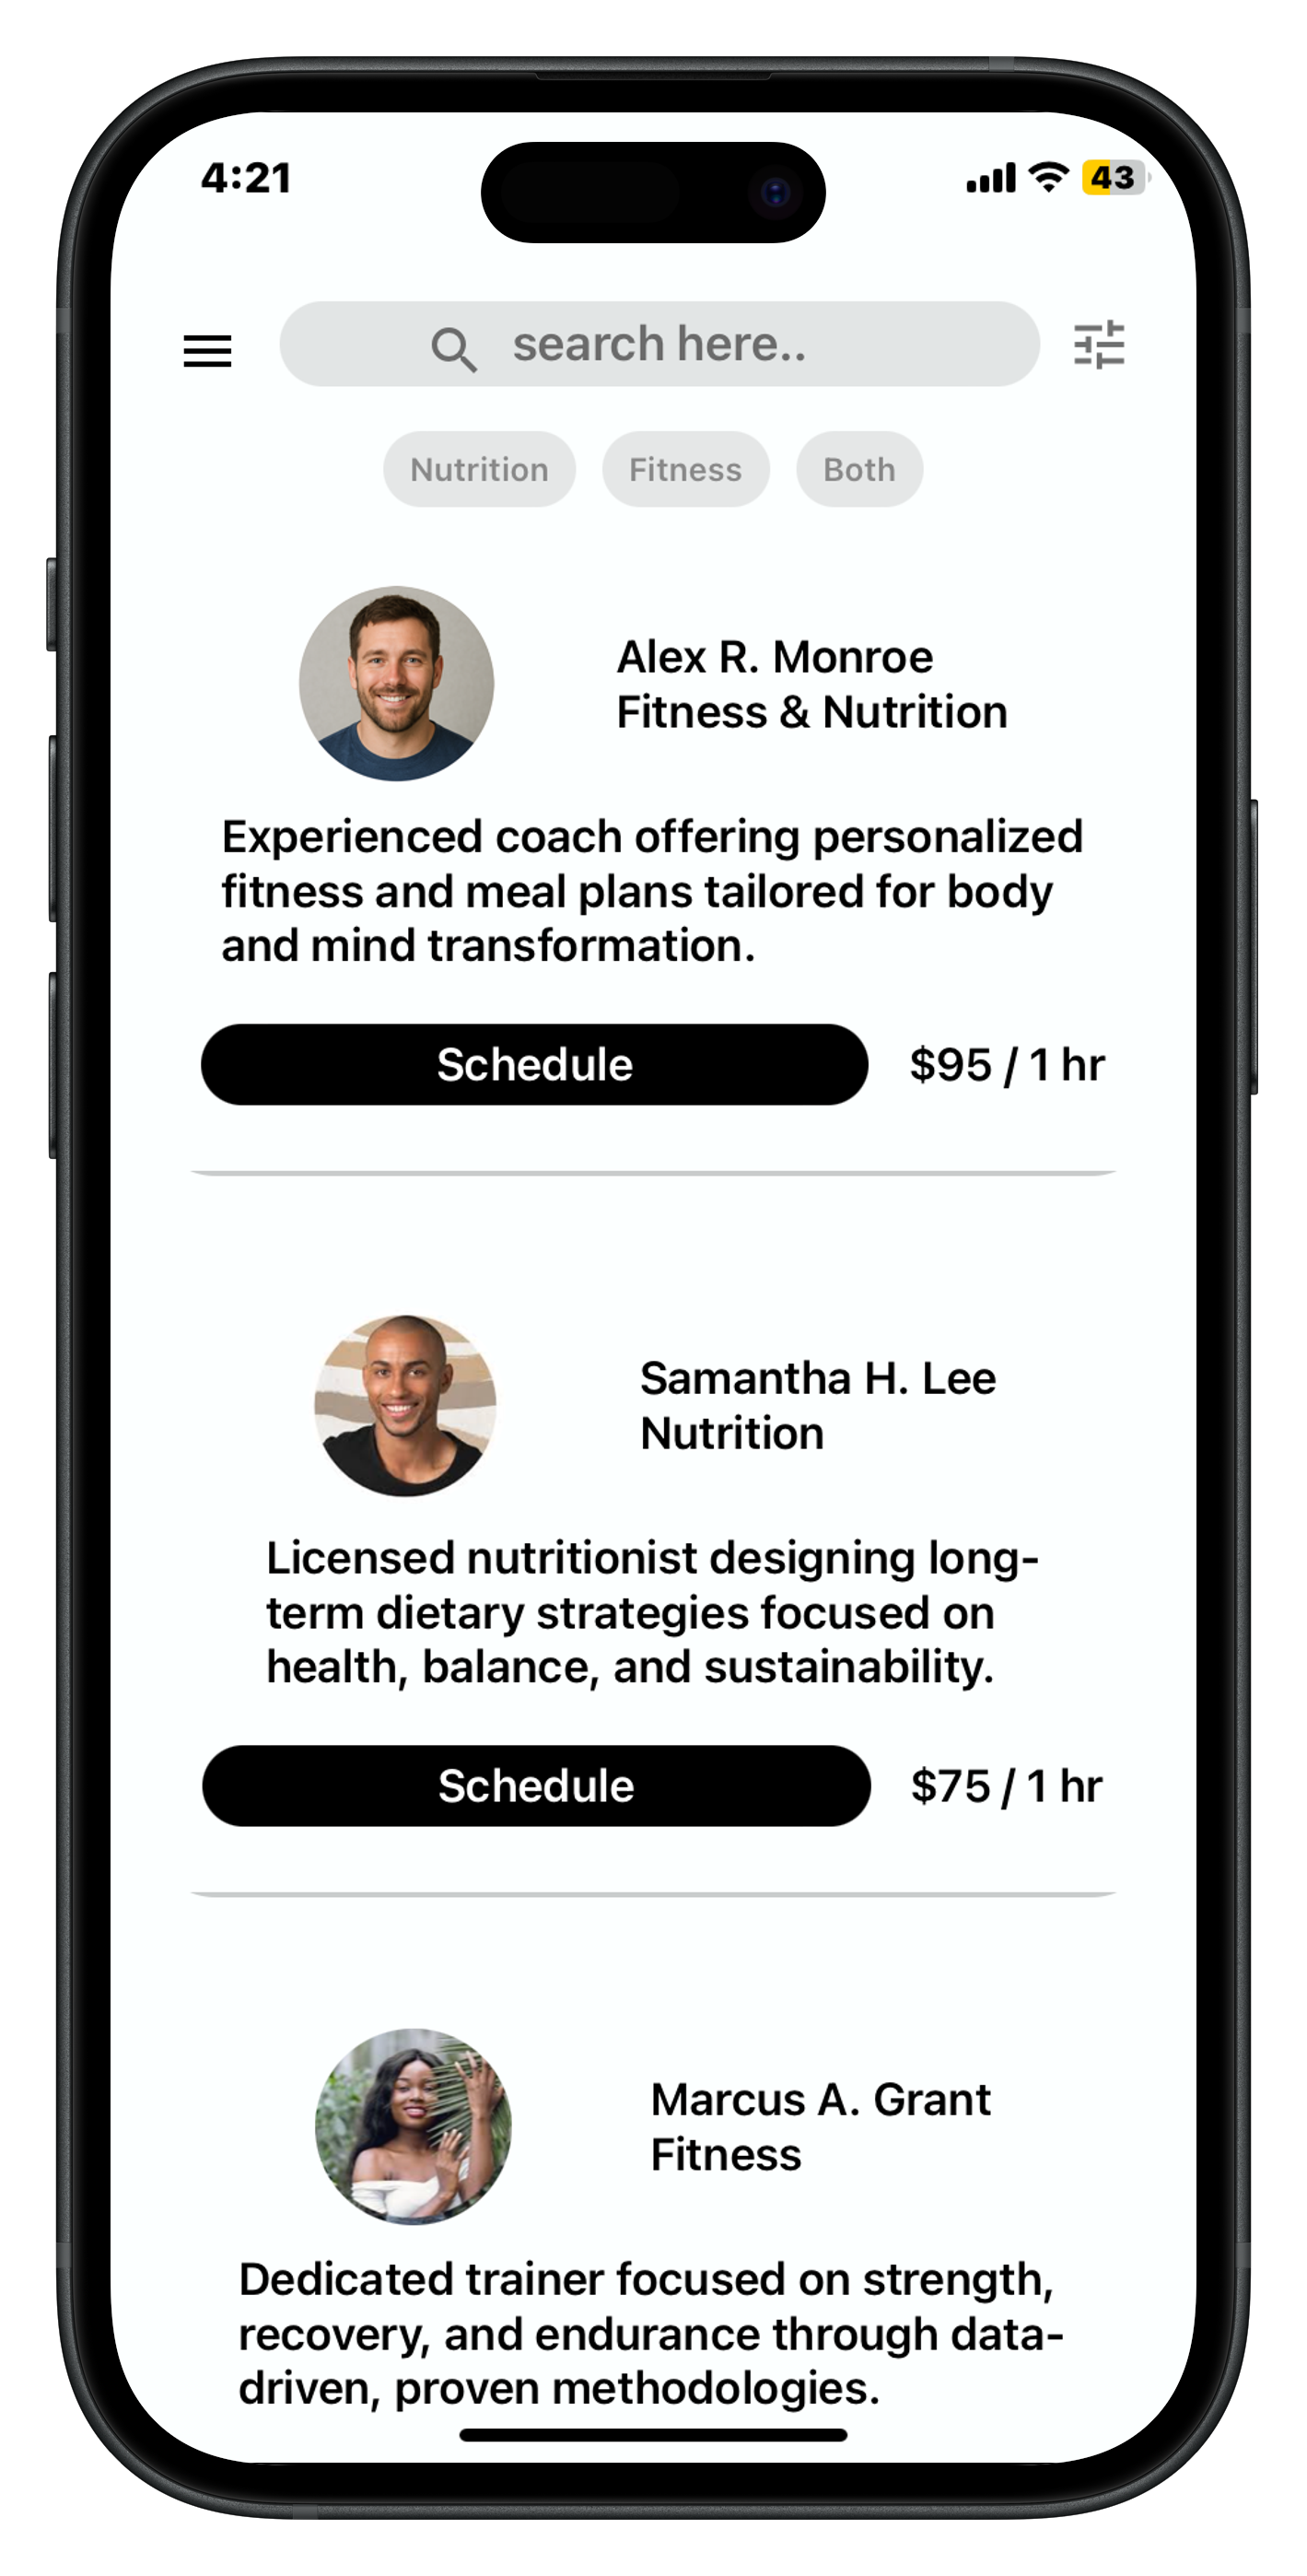 4:21
43
search here..
Nutrition Fitness Both
Alex R. Monroe
Fitness & Nutrition
Experienced coach offering personalized
fitness and meal plans tailored for body
and mind transformation.
Schedule $95 / 1 hr
Samantha H. Lee
Nutrition
Licensed nutritionist designing long-
term dietary strategies focused on
health, balance, and sustainability.
Schedule $75 / 1 hr
Marcus A. Grant
Fitness
Dedicated trainer focused on strength,
recovery, and endurance through data-
driven, proven methodologies.